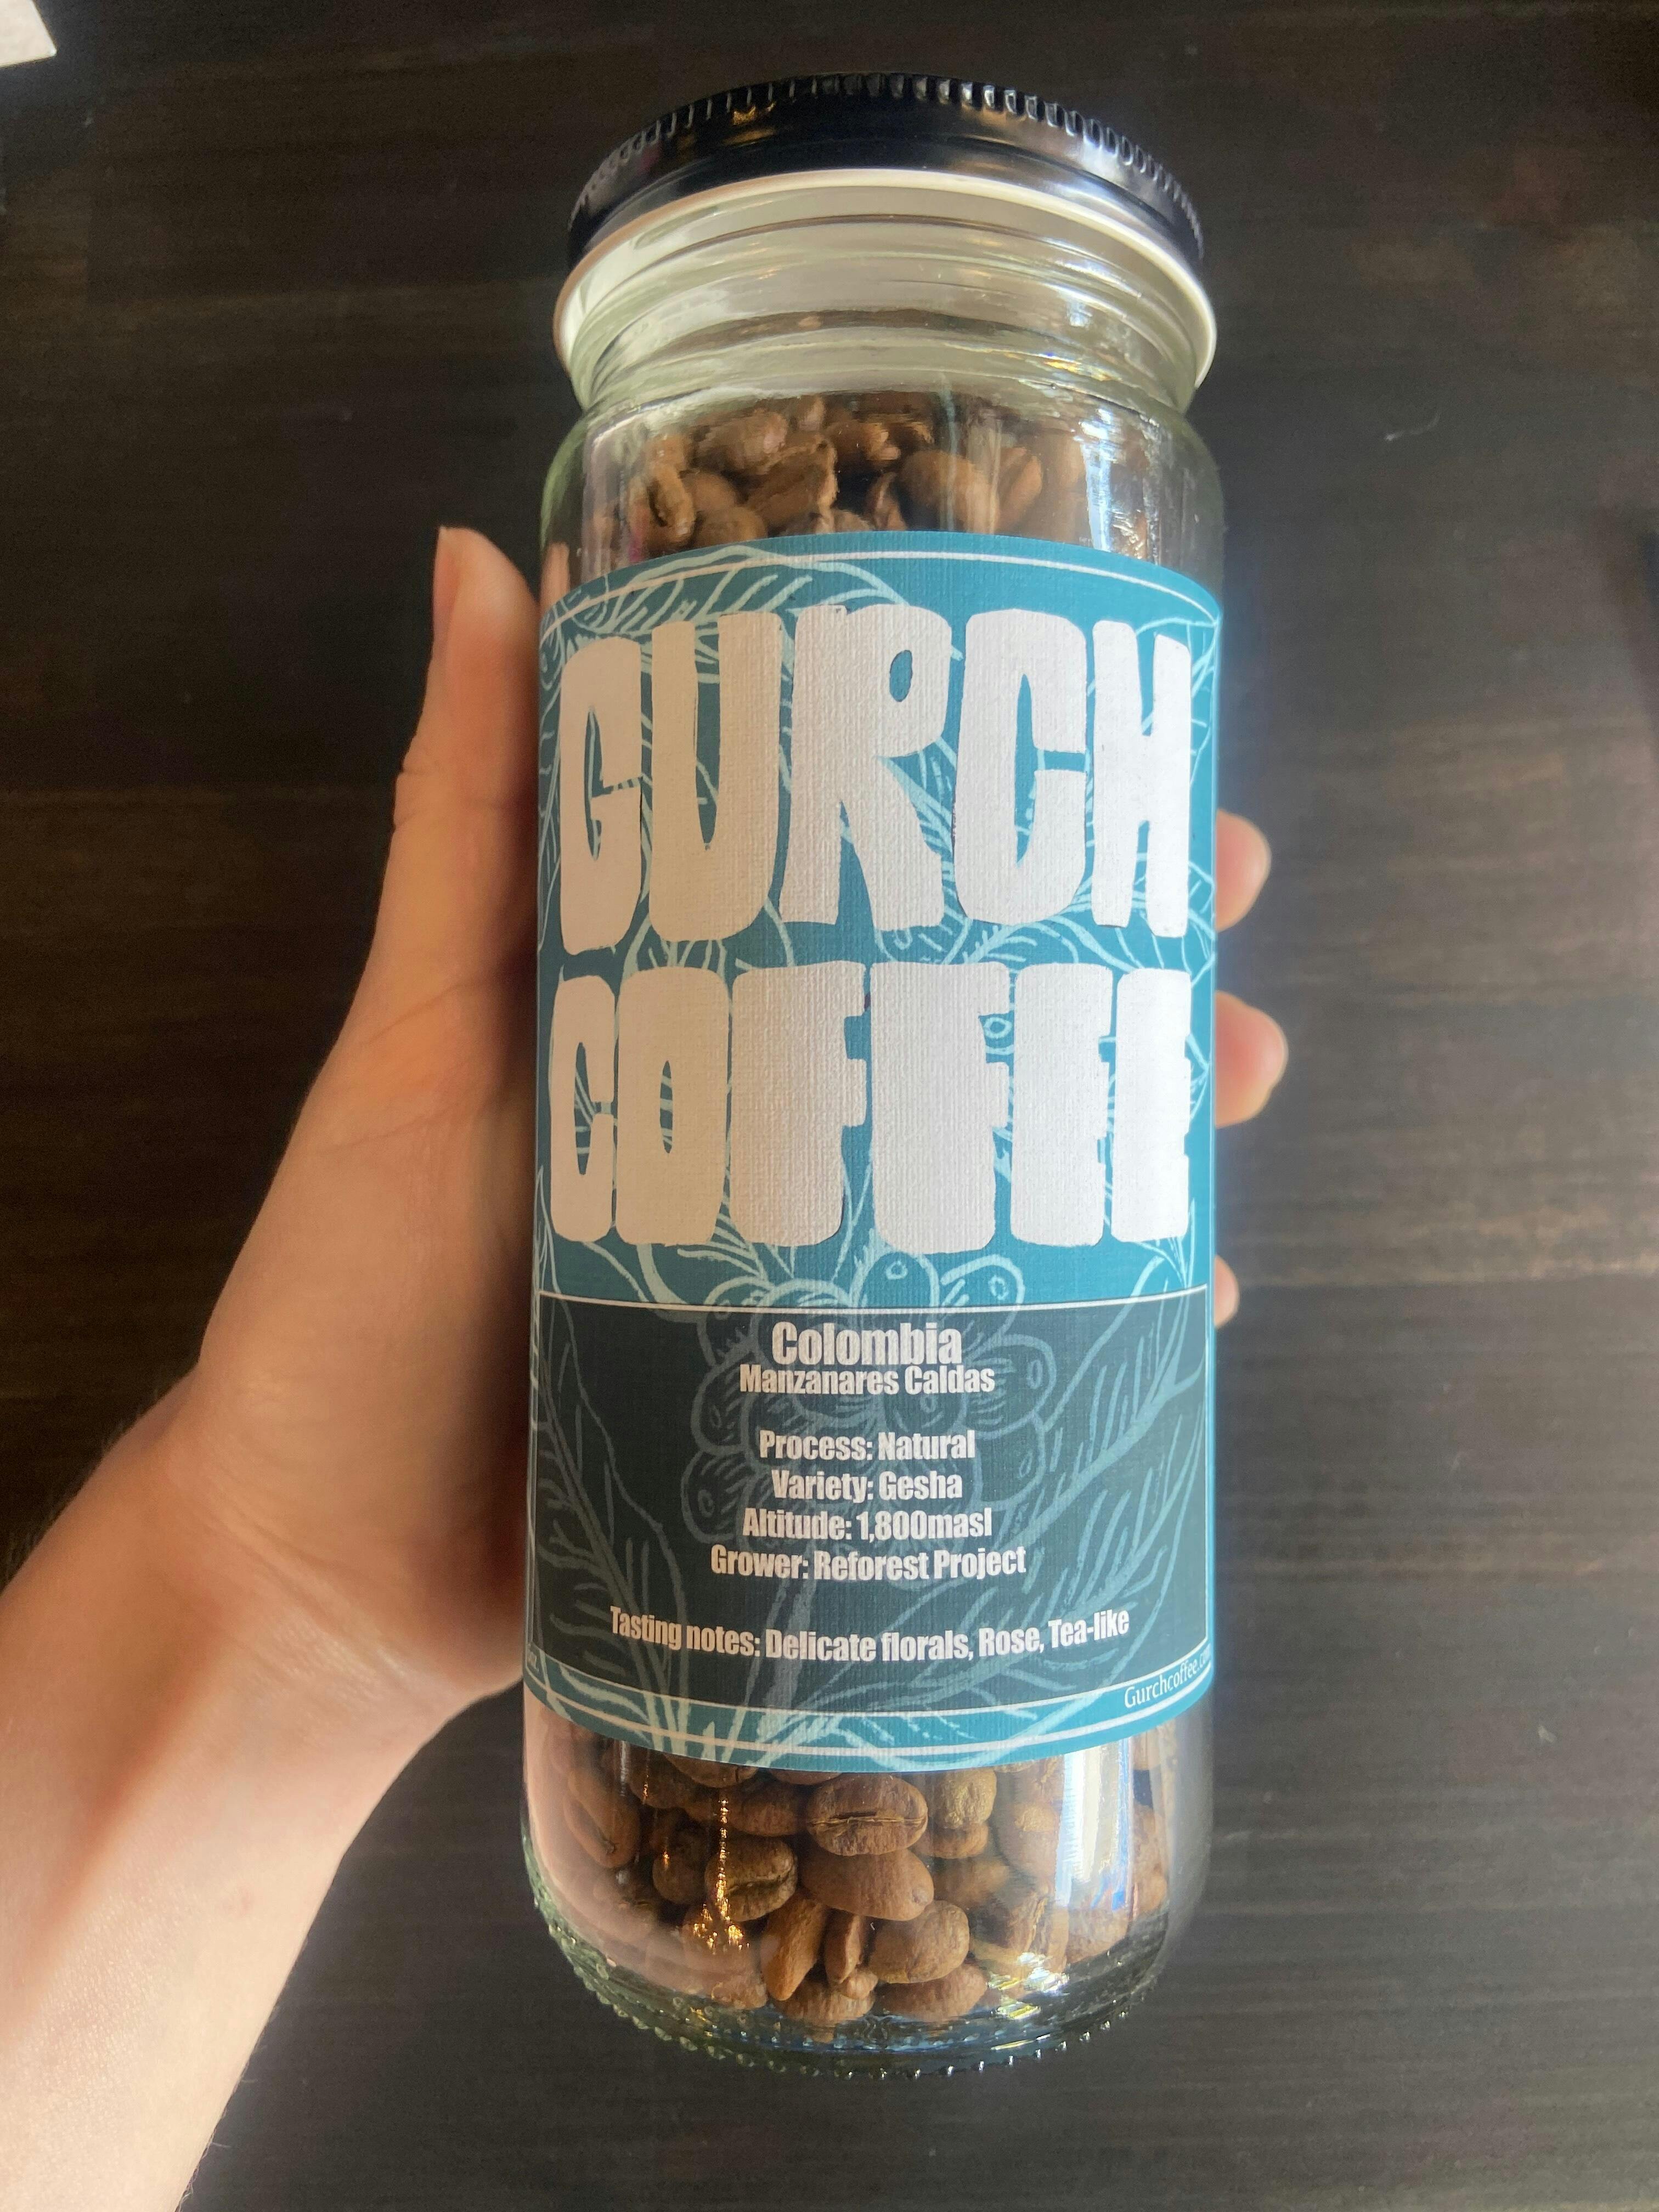 GURCH
COFFEE
Colombia
Manzanares Caldas
Process: Natural
Variety: Gesha
Altitude: 1,800masl
Grower: Reforest Project
Tasting notes: Delicate florals, Rose, Tea-like